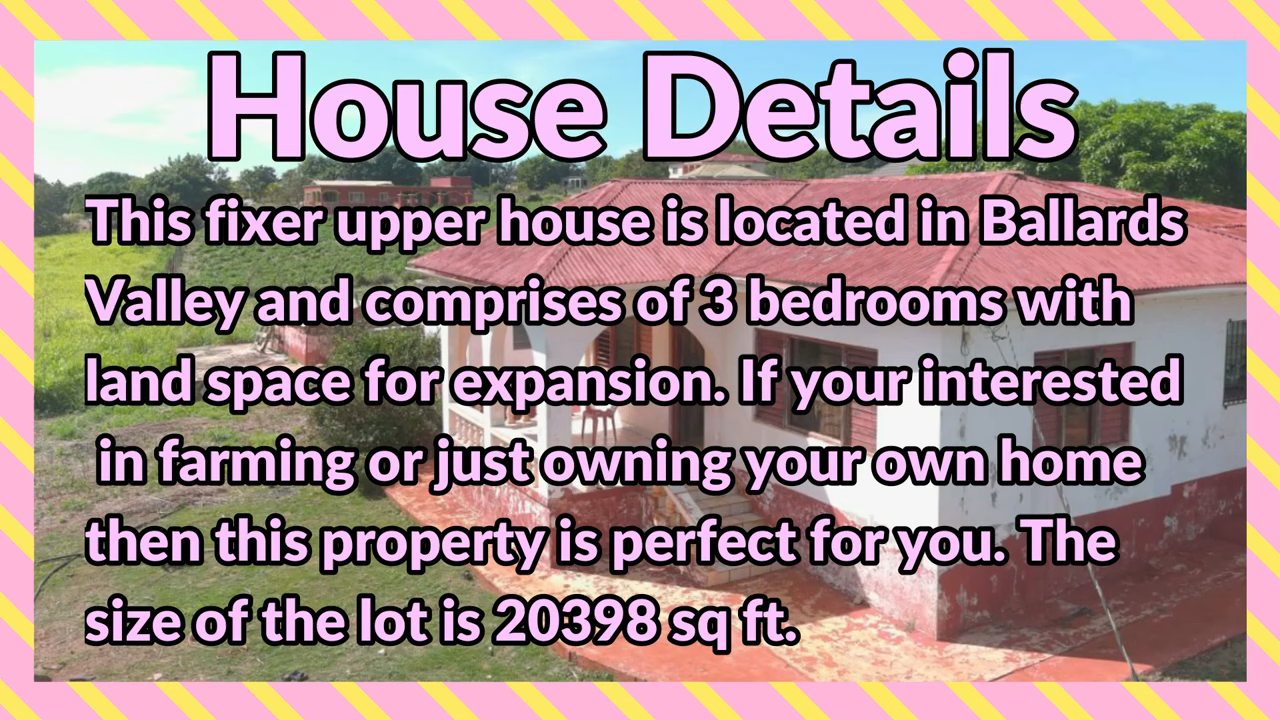 House Details
This fixer upper house is located in Ballards
Valley and comprises of 3 bedrooms with
land space for expansion. If your interested
in farming or just owning your own home
then this property is perfect for you. The
size of the lot is 20398 sq ft.